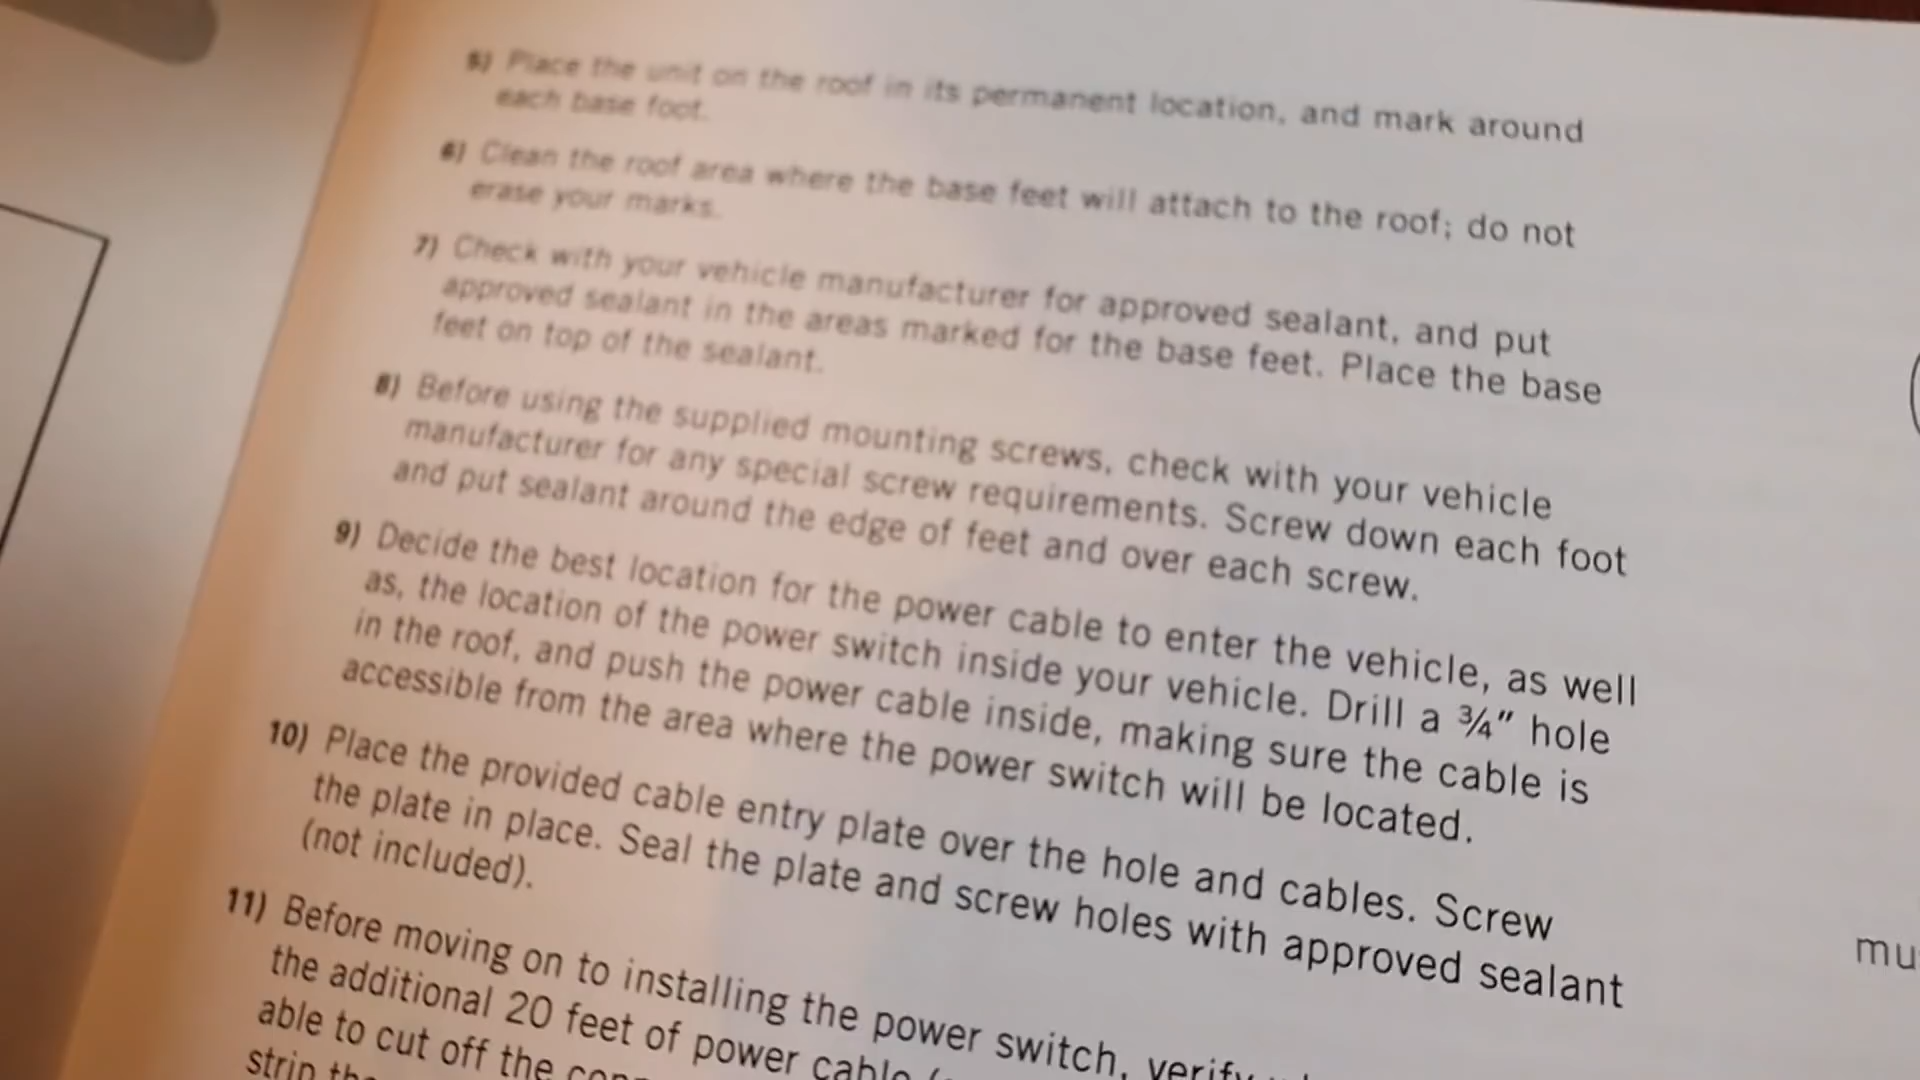 5) Place the unit on the roof in its permanent location, and mark around
each base foot.
6) Clean the roof area where the base feet will attach to the roof; do not
erase your marks.
7) Check with your vehicle manufacturer for approved sealant, and put
approved sealant in the areas marked for the base feet. Place the base
feet on top of the sealant.
8) Before using the supplied mounting screws, check with your vehicle
manufacturer for any special screw requirements. Screw down each foot
and put sealant around the edge of feet and over each screw.
9) Decide the best location for the power cable to enter the vehicle, as well
as, the location of the power switch inside your vehicle. Drill a ¾" hole
in the roof, and push the power cable inside, making sure the cable is
accessible from the area where the power switch will be located.
10) Place the provided cable entry plate over the hole and cables. Screw
the plate in place. Seal the plate and screw holes with approved sealant
(not included).
11) Before moving on to installing the power switch, verify
the additional 20 feet of power cable
able to cut off the
strip